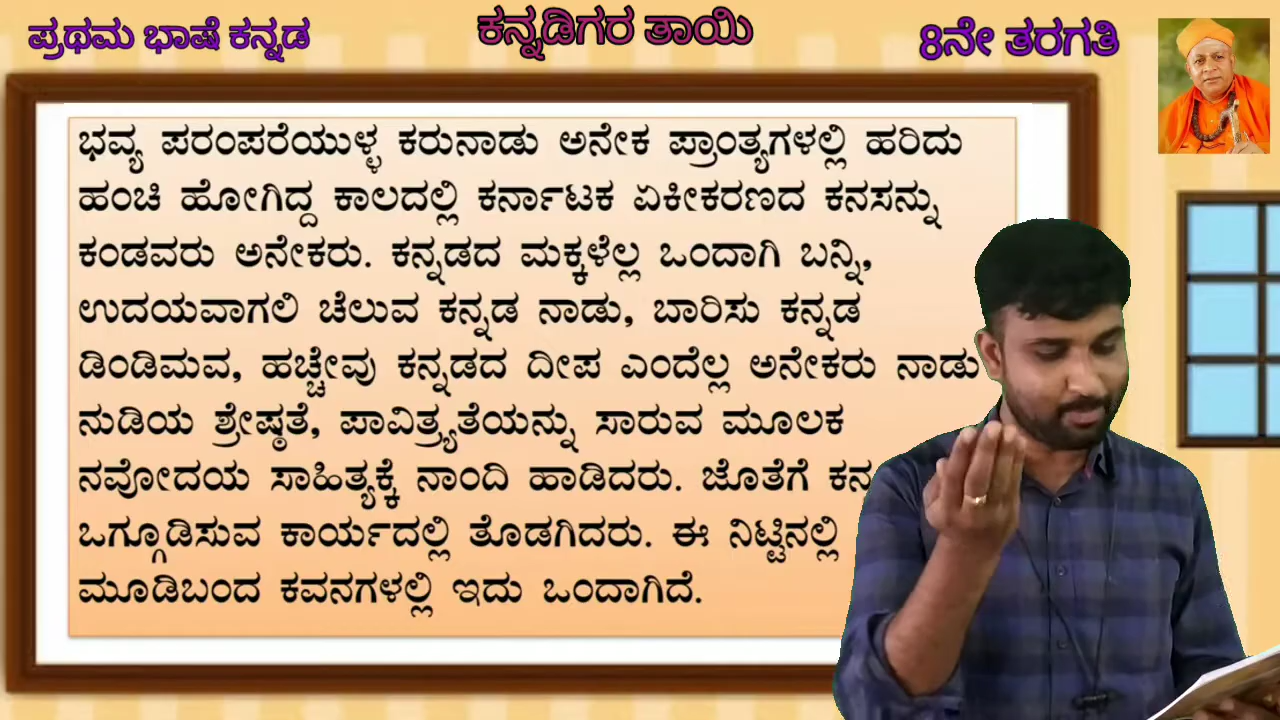 ಪ್ರಥಮ ಭಾಷೆ ಕನ್ನಡ
ಕನ್ನಡಿಗರ ತಾಯಿ
8ನೇ ತರಗತಿ
ಭವ್ಯ ಪರಂಪರೆಯುಳ್ಳ ಕರುನಾಡು ಅನೇಕ ಪ್ರಾಂತ್ಯಗಳಲ್ಲಿ ಹರಿದು
ಹಂಚಿ ಹೋಗಿದ್ದ ಕಾಲದಲ್ಲಿ ಕರ್ನಾಟಕ ಏಕೀಕರಣದ ಕನಸನ್ನು
ಕಂಡವರು ಅನೇಕರು. ಕನ್ನಡದ ಮಕ್ಕಳೆಲ್ಲ ಒಂದಾಗಿ ಬನ್ನಿ,
ಉದಯವಾಗಲಿ ಚೆಲುವ ಕನ್ನಡ ನಾಡು, ಬಾರಿಸು ಕನ್ನಡ
ಡಿಂಡಿಮವ, ಹಚ್ಚೇವು ಕನ್ನಡದ ದೀಪ ಎಂದೆಲ್ಲ ಅನೇಕರು ನಾಡು
ನುಡಿಯ ಶ್ರೇಷ್ಠತೆ, ಪಾವಿತ್ರ್ಯತೆಯನ್ನು ಸಾರುವ ಮೂಲಕ
ನವೋದಯ ಸಾಹಿತ್ಯಕ್ಕೆ ನಾಂದಿ ಹಾಡಿದರು. ಜೊತೆಗೆ
ಒಗ್ಗೂಡಿಸುವ ಕಾರ್ಯದಲ್ಲಿ ತೊಡಗಿದರು. ಈ ನಿಟ್ಟಿನಲ್ಲಿ
ಮೂಡಿಬಂದ ಕವನಗಳಲ್ಲಿ ಇದು ಒಂದಾಗಿದೆ.